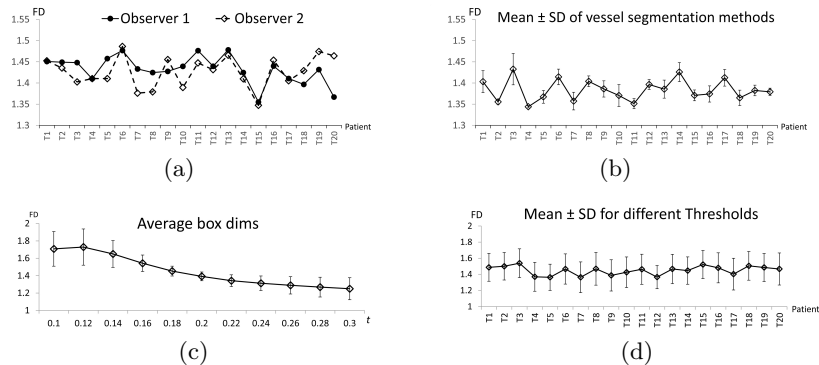 FD
Observer 1
Observer 2
1.55
1.5
1.45
1.4
1.35
1.3
T1 T2 T3 T4 T5 T6 T7 T8 T9 T10 T11 T12 T13 T14 T15 T16 T17 T18 T19 T20
Patient
(a)
FD
Mean ± SD of vessel segmentation methods
1.55
1.5
1.45
1.4
1.35
1.3
T1 T2 T3 T4 T5 T6 T7 T8 T9 T10 T11 T12 T13 T14 T15 T16 T17 T18 T19 T20
Patient
(b)
FD
Average box dims
2
1.8
1.6
1.4
1.2
1
0.1 0.12 0.14 0.16 0.18 0.2 0.22 0.24 0.26 0.28 0.3
t
(c)
FD
Mean ± SD for different Thresholds
2
1.8
1.6
1.4
1.2
1
T1 T2 T3 T4 T5 T6 T7 T8 T9 T10 T11 T12 T13 T14 T15 T16 T17 T18 T19 T20
Patient
(d)